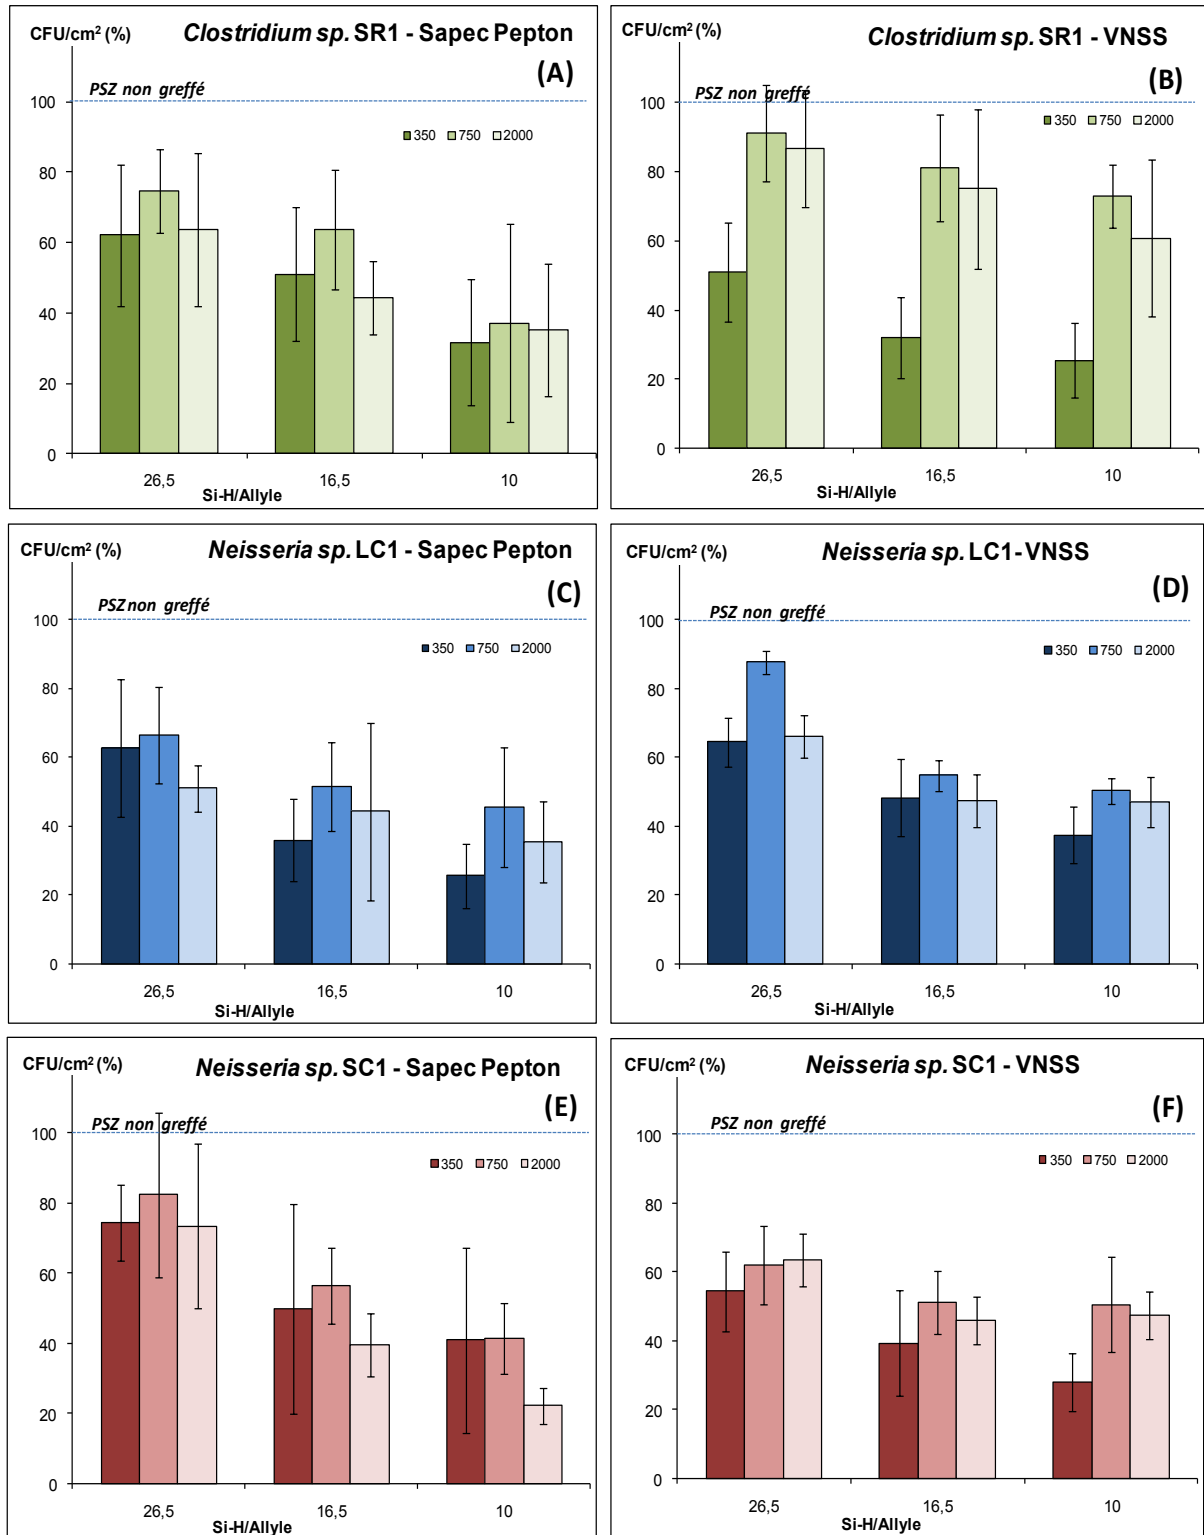 CFU/cm² (%)
Clostridium sp. SR1 - Sapec Pepton
(A)
PSZ non greffé
350 750 2000
100
80
60
40
20
0
26,5 16,5 10
Si-H/Allyle
CFU/cm² (%)
Clostridium sp. SR1 - VNSS
(B)
PSZ non greffé
350 750 2000
100
80
60
40
20
0
26,5 16,5 10
Si-H/Allyle
CFU/cm² (%)
Neisseria sp. LC1 - Sapec Pepton
(C)
PSZ non greffé
350 750 2000
100
80
60
40
20
0
26,5 16,5 10
Si-H/Allyle
CFU/cm² (%)
Neisseria sp. LC1- VNSS
(D)
PSZ non greffé
350 750 2000
100
80
60
40
20
0
26,5 16,5 10
Si-H/Allyle
CFU/cm² (%)
Neisseria sp. SC1 - Sapec Pepton
(E)
PSZ non greffé
350 750 2000
100
80
60
40
20
0
26,5 16,5 10
Si-H/Allyle
CFU/cm² (%)
Neisseria sp. SC1 - VNSS
(F)
PSZ non greffé
350 750 2000
100
80
60
40
20
0
26,5 16,5 10
Si-H/Allyle